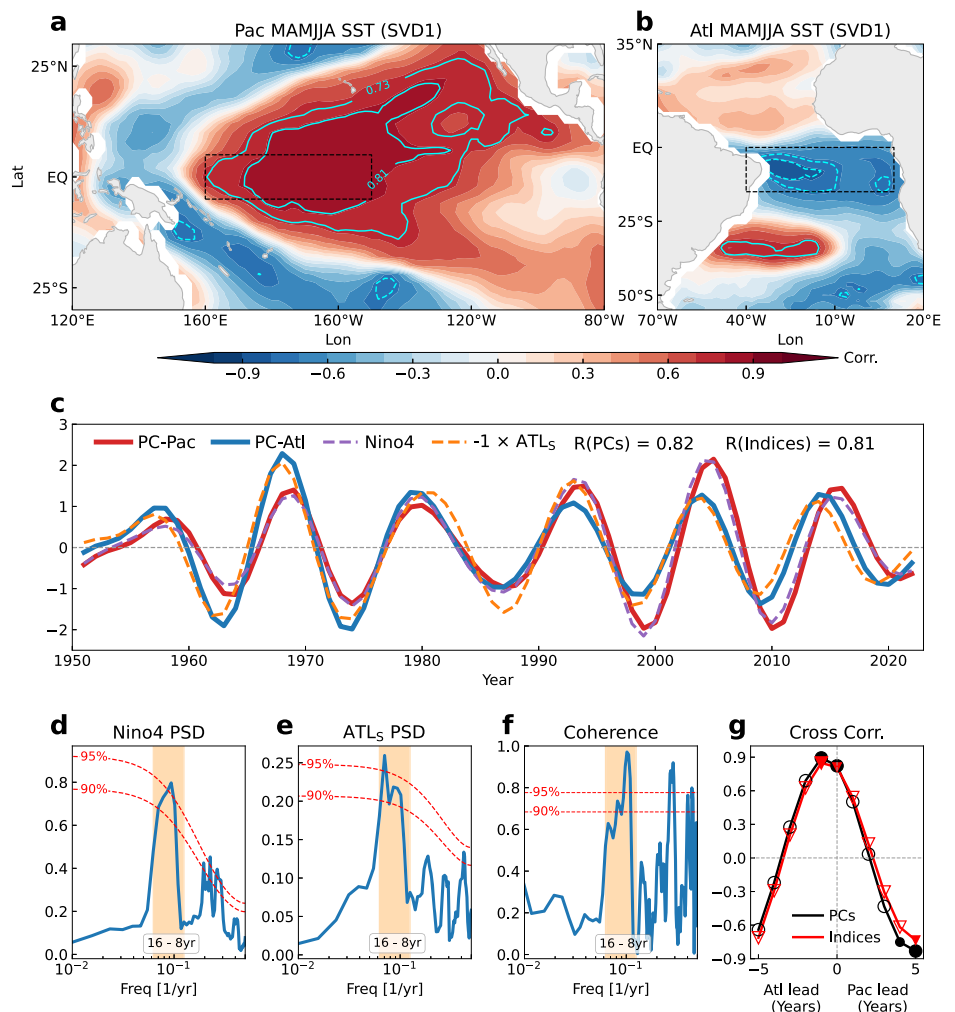 a Pac MAMJJA SST (SVD1)
b Atl MAMJJA SST (SVD1)
25°N
EQ
25°S
Lat
0.73
0.81
120°E 160°E 160°W 120°W 80°W
Lon
35°N
EQ
25°S
50°S
70°W 40°W 10°W 20°E
Lon
−0.9 −0.6 −0.3 0.0 0.3 0.6 0.9
Corr.
c
PC-Pac PC-Atl Nino4 -1 × ATLS R(PCs) = 0.82 R(Indices) = 0.81
3
2
1
0
−1
−2
1950 1960 1970 1980 1990 2000 2010 2020
Year
d Nino4 PSD
95%
90%
0.8
0.6
0.4
0.2
0.0
16 - 8yr
10⁻² 10⁻¹
Freq [1/yr]
e ATLS PSD
95%
90%
0.25
0.20
0.15
0.10
0.05
0.00
16 - 8yr
10⁻² 10⁻¹
Freq [1/yr]
f Coherence
95%
90%
1.0
0.8
0.6
0.4
0.2
0.0
16 - 8yr
10⁻² 10⁻¹
Freq [1/yr]
g Cross Corr.
0.9
0.6
0.3
0.0
−0.3
−0.6
−0.9
PCs
Indices
−5 0 5
Atl lead Pac lead
(Years) (Years)